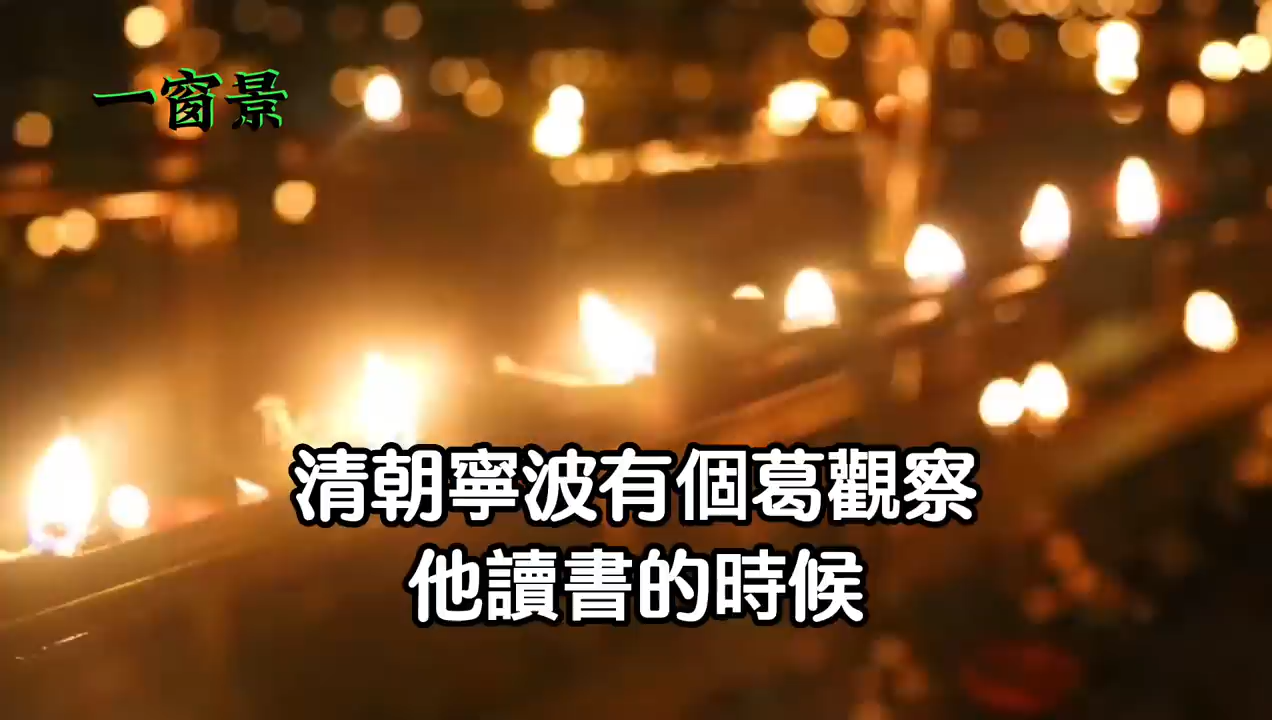 一窗景
清朝寧波有個葛觀察
他讀書的時候